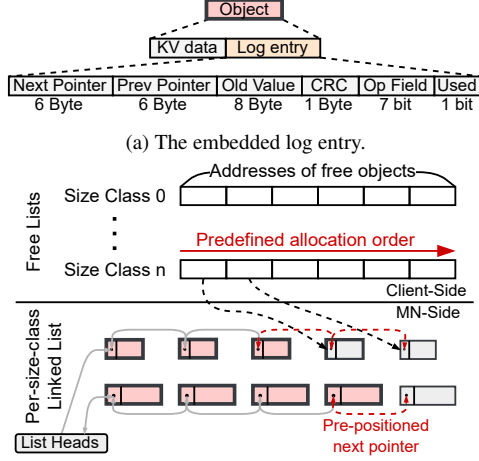 Object
KV data Log entry
Next Pointer Prev Pointer Old Value CRC Op Field Used
6 Byte 6 Byte 8 Byte 1 Byte 7 bit 1 bit
(a) The embedded log entry.
Addresses of free objects
Free Lists
Size Class 0
Predefined allocation order
Size Class n
Client-Side
MN-Side
Per-size-class
Linked List
List Heads
Pre-positioned
next pointer